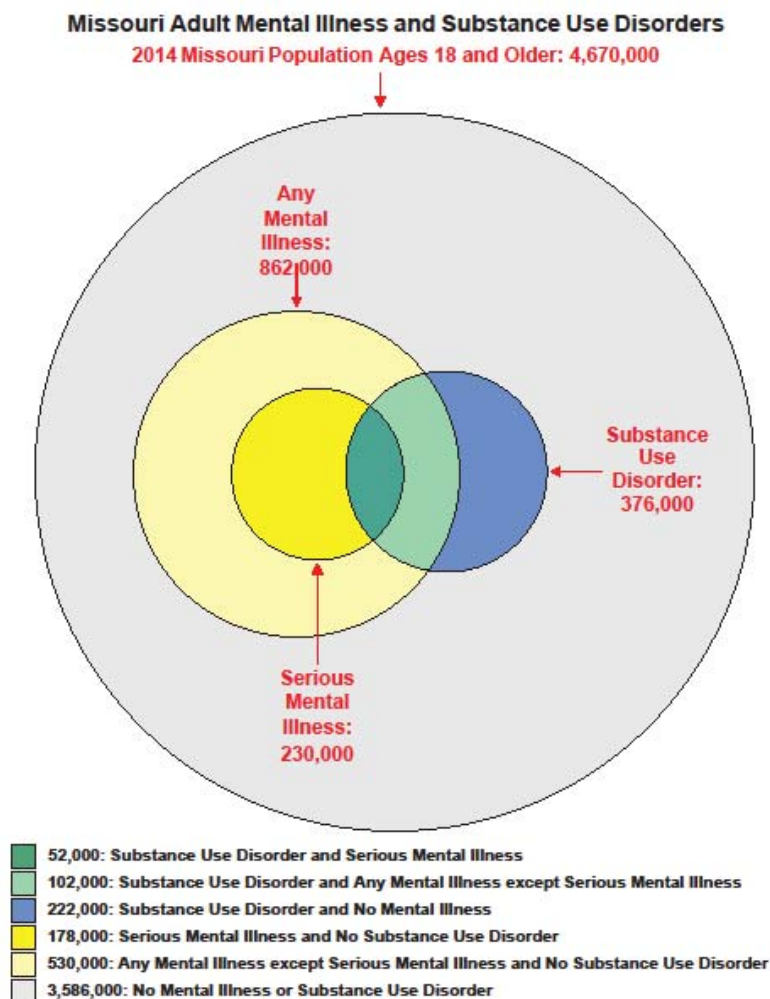 Missouri Adult Mental Illness and Substance Use Disorders
2014 Missouri Population Ages 18 and Older: 4,670,000
Any
Mental
Illness:
862,000
Substance
Use
Disorder:
376,000
Serious
Mental
Illness:
230,000
52,000: Substance Use Disorder and Serious Mental Illness
102,000: Substance Use Disorder and Any Mental Illness except Serious Mental Illness
222,000: Substance Use Disorder and No Mental Illness
178,000: Serious Mental Illness and No Substance Use Disorder
530,000: Any Mental Illness except Serious Mental Illness and No Substance Use Disorder
3,586,000: No Mental Illness or Substance Use Disorder